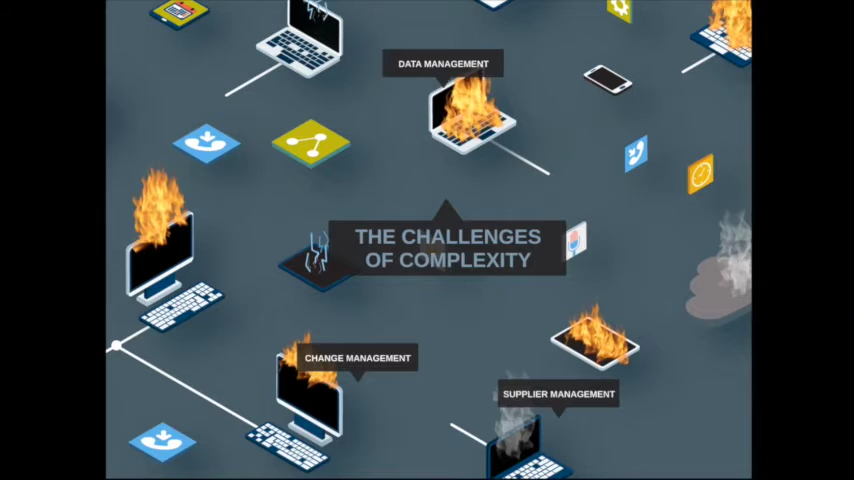 DATA MANAGEMENT
THE CHALLENGES
OF COMPLEXITY
CHANGE MANAGEMENT
SUPPLIER MANAGEMENT